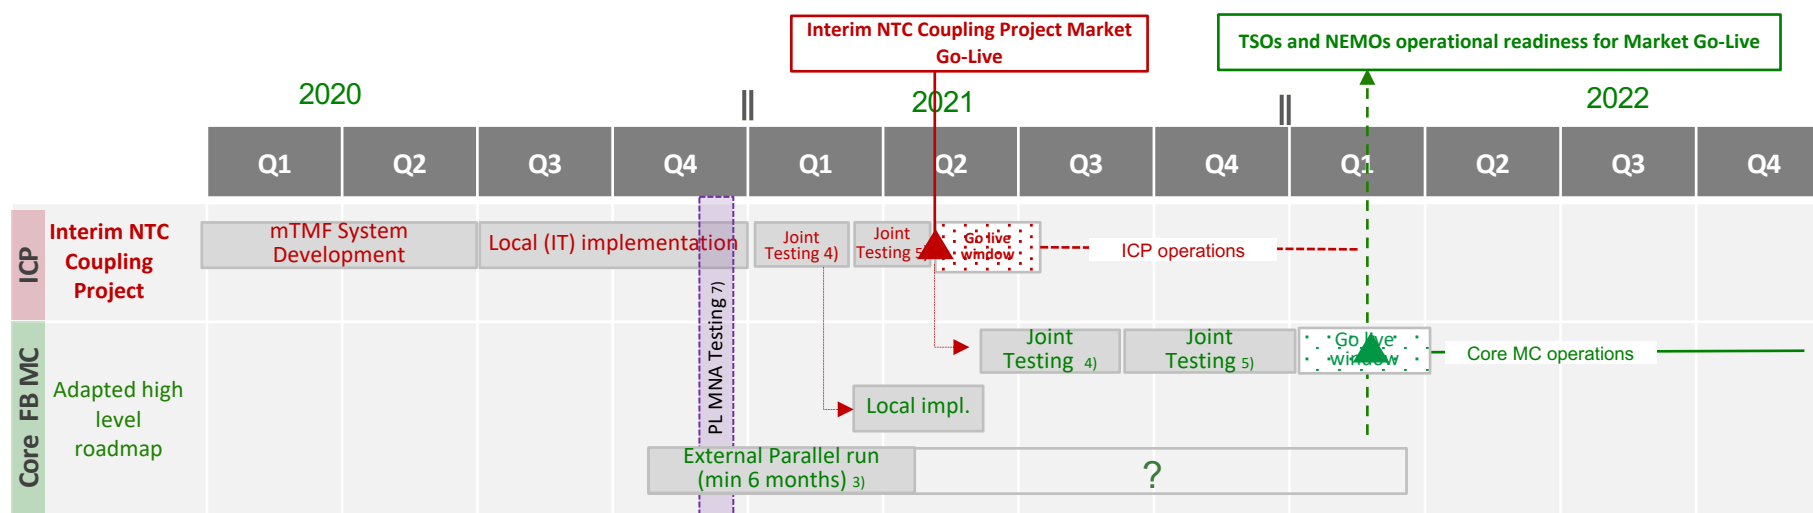 Interim NTC Coupling Project Market
Go-Live
TSOs and NEMOs operational readiness for Market Go-Live
2020
2021
2022
Q1
Q2
Q3
Q4
Q1
Q2
Q3
Q4
Q1
Q2
Q3
Q4
ICP
Interim NTC
Coupling
Project
mTMF System
Development
Local (IT) implementation
Joint
Testing 4)
Joint
Testing 5)
Go live
window
ICP operations
PL MNA Testing 7)
Core FB MC
Adapted high
level
roadmap
Joint
Testing 4)
Joint
Testing 5)
Go live
window
Core MC operations
Local impl.
External Parallel run
(min 6 months) 3)
?